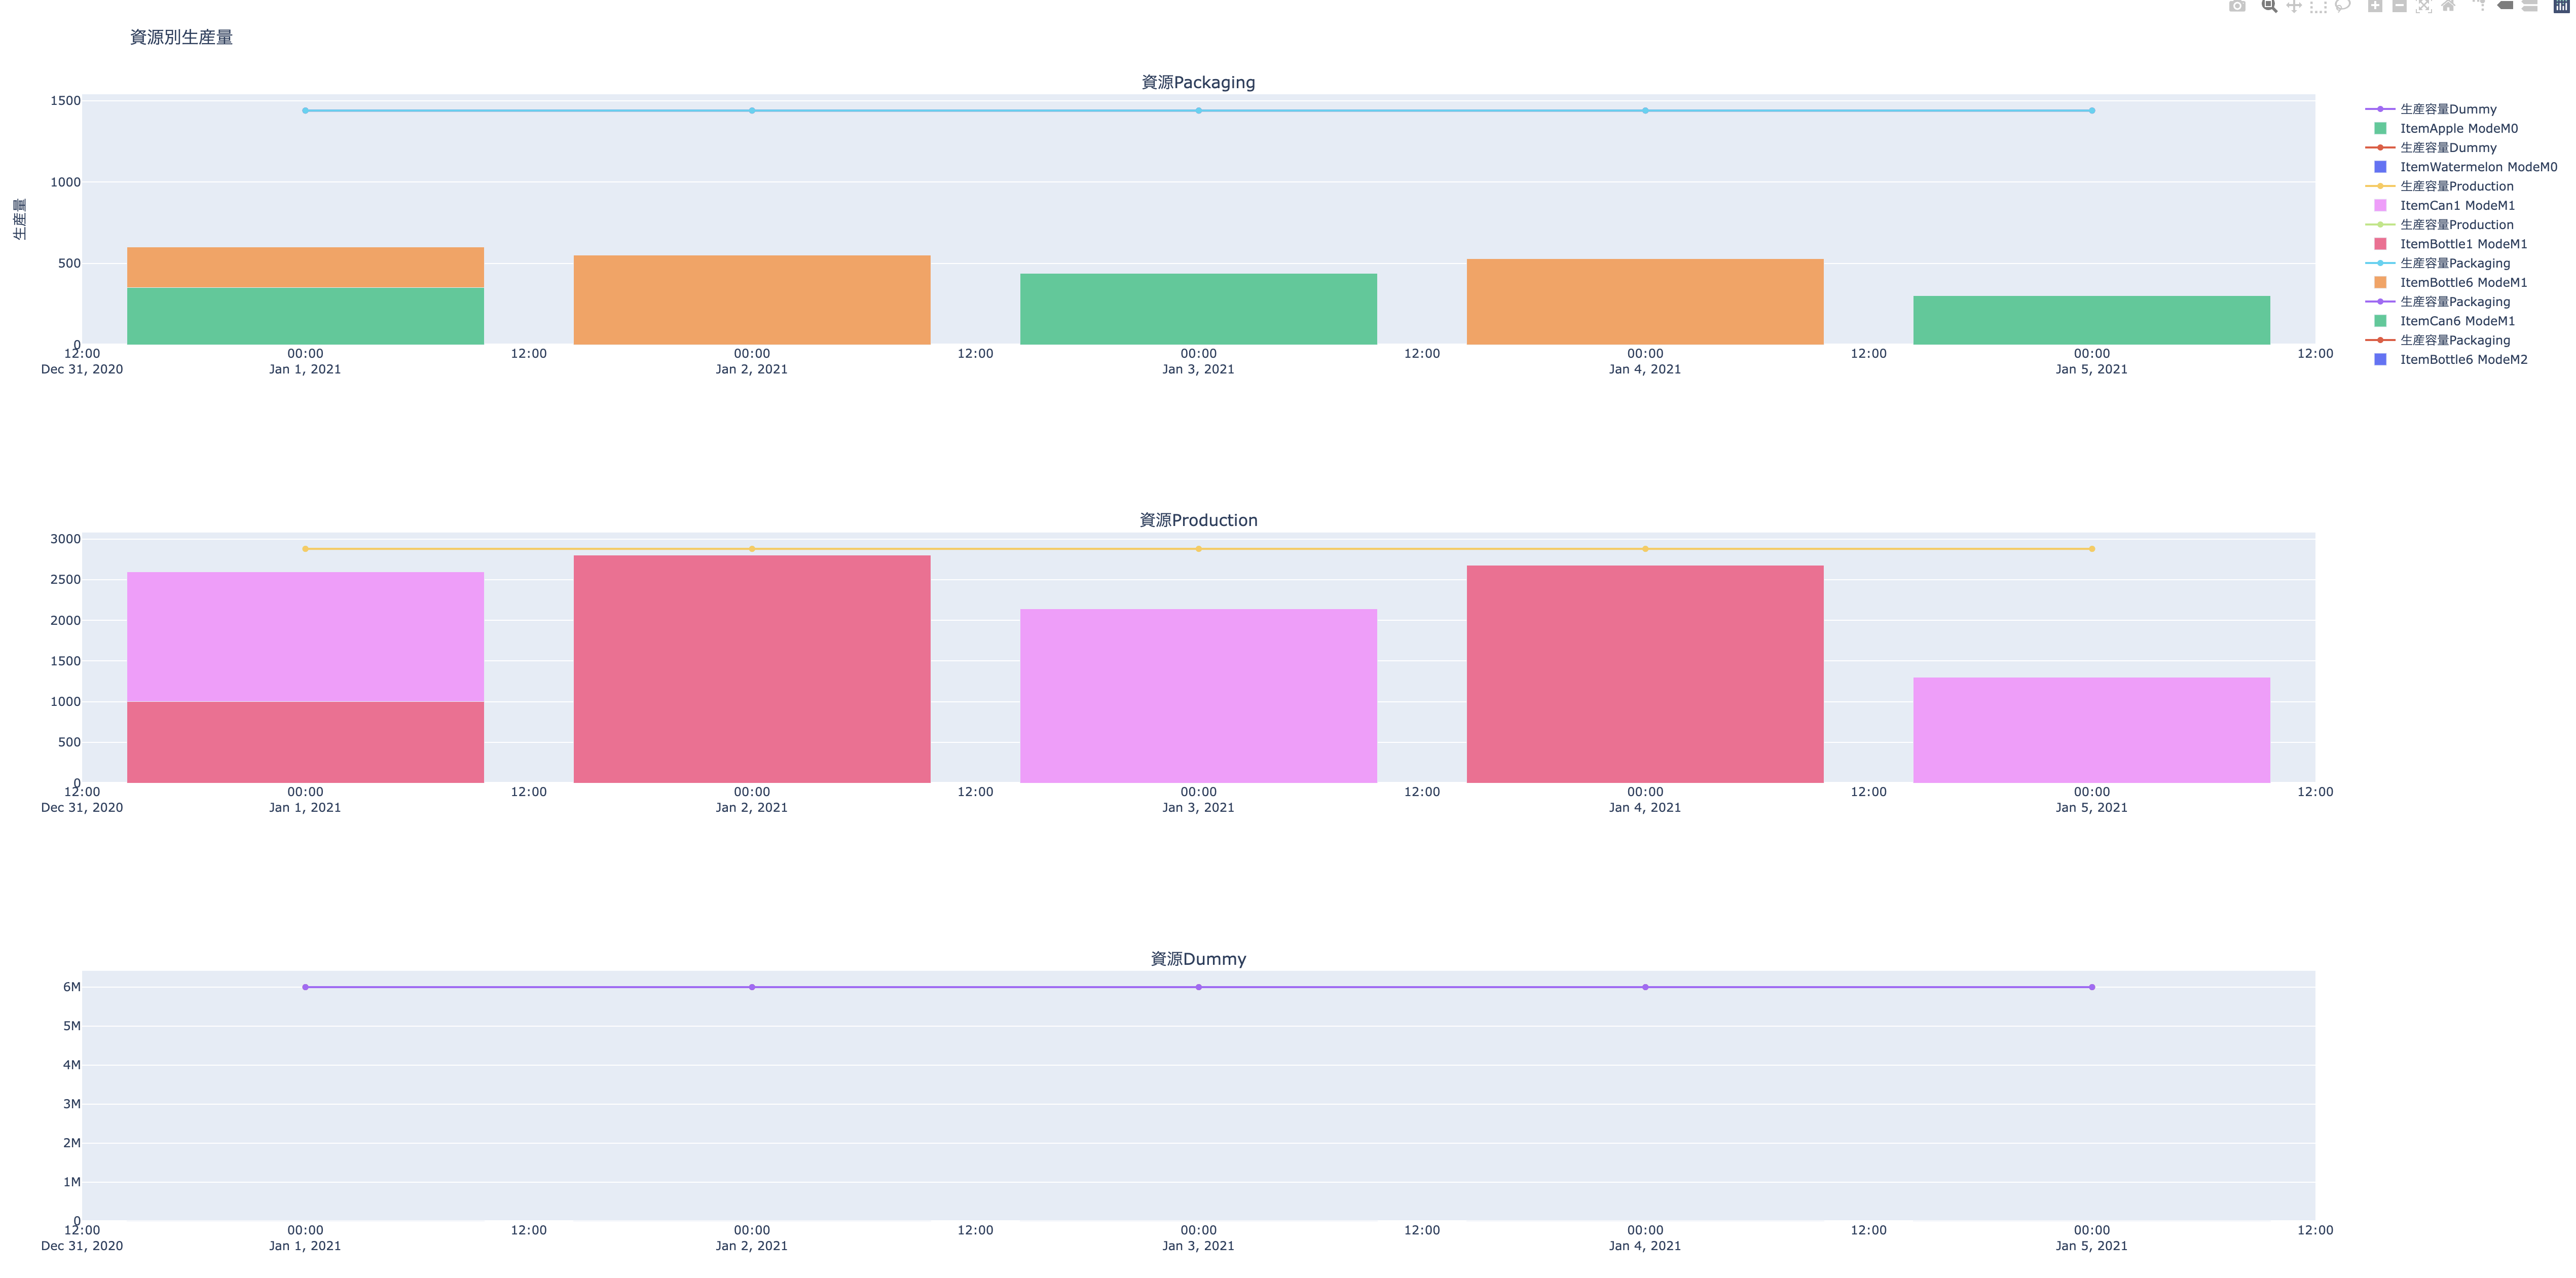 資源別生産量
資源Packaging
生産量
1500
1000
500
0
12:00 00:00 12:00 00:00 12:00 00:00 12:00 00:00 12:00 00:00 12:00
Dec 31, 2020 Jan 1, 2021 Jan 2, 2021 Jan 3, 2021 Jan 4, 2021 Jan 5, 2021
生産容量Dummy
ItemApple ModeM0
生産容量Dummy
ItemWatermelon ModeM0
生産容量Production
ItemCan1 ModeM1
生産容量Production
ItemBottle1 ModeM1
生産容量Packaging
ItemBottle6 ModeM1
生産容量Packaging
ItemCan6 ModeM1
生産容量Packaging
ItemBottle6 ModeM2
資源Production
3000
2500
2000
1500
1000
500
0
12:00 00:00 12:00 00:00 12:00 00:00 12:00 00:00 12:00 00:00 12:00
Dec 31, 2020 Jan 1, 2021 Jan 2, 2021 Jan 3, 2021 Jan 4, 2021 Jan 5, 2021
資源Dummy
6M
5M
4M
3M
2M
1M
0
12:00 00:00 12:00 00:00 12:00 00:00 12:00 00:00 12:00 00:00 12:00
Dec 31, 2020 Jan 1, 2021 Jan 2, 2021 Jan 3, 2021 Jan 4, 2021 Jan 5, 2021